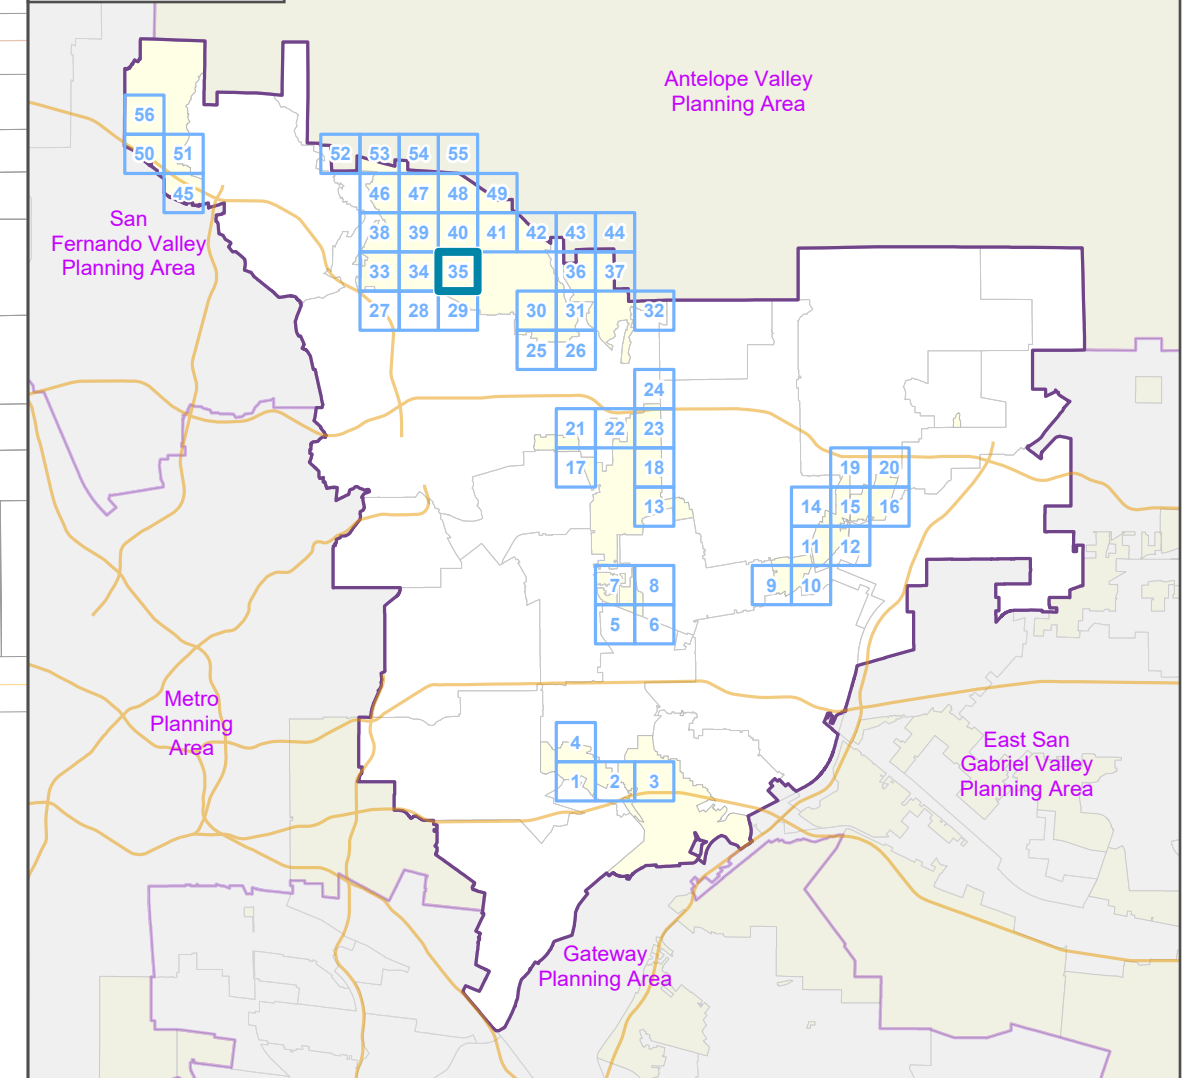 Antelope Valley
Planning Area
56
50 51
45
52 53 54 55
46 47 48 49
38 39 40 41 42 43 44
33 34 35 36 37
27 28 29 30 31 32
25 26
San
Fernando Valley
Planning Area
24
21 22 23
17 18
13
19 20
14 15 16
11 12
9 10
7 8
5 6
Metro
Planning
Area
4
1 2 3
East San
Gabriel Valley
Planning Area
Gateway
Planning Area